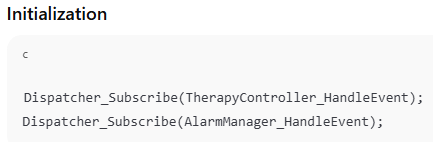 Initialization
c
Dispatcher_Subscribe(TherapyController_HandleEvent);
Dispatcher_Subscribe(AlarmManager_HandleEvent);